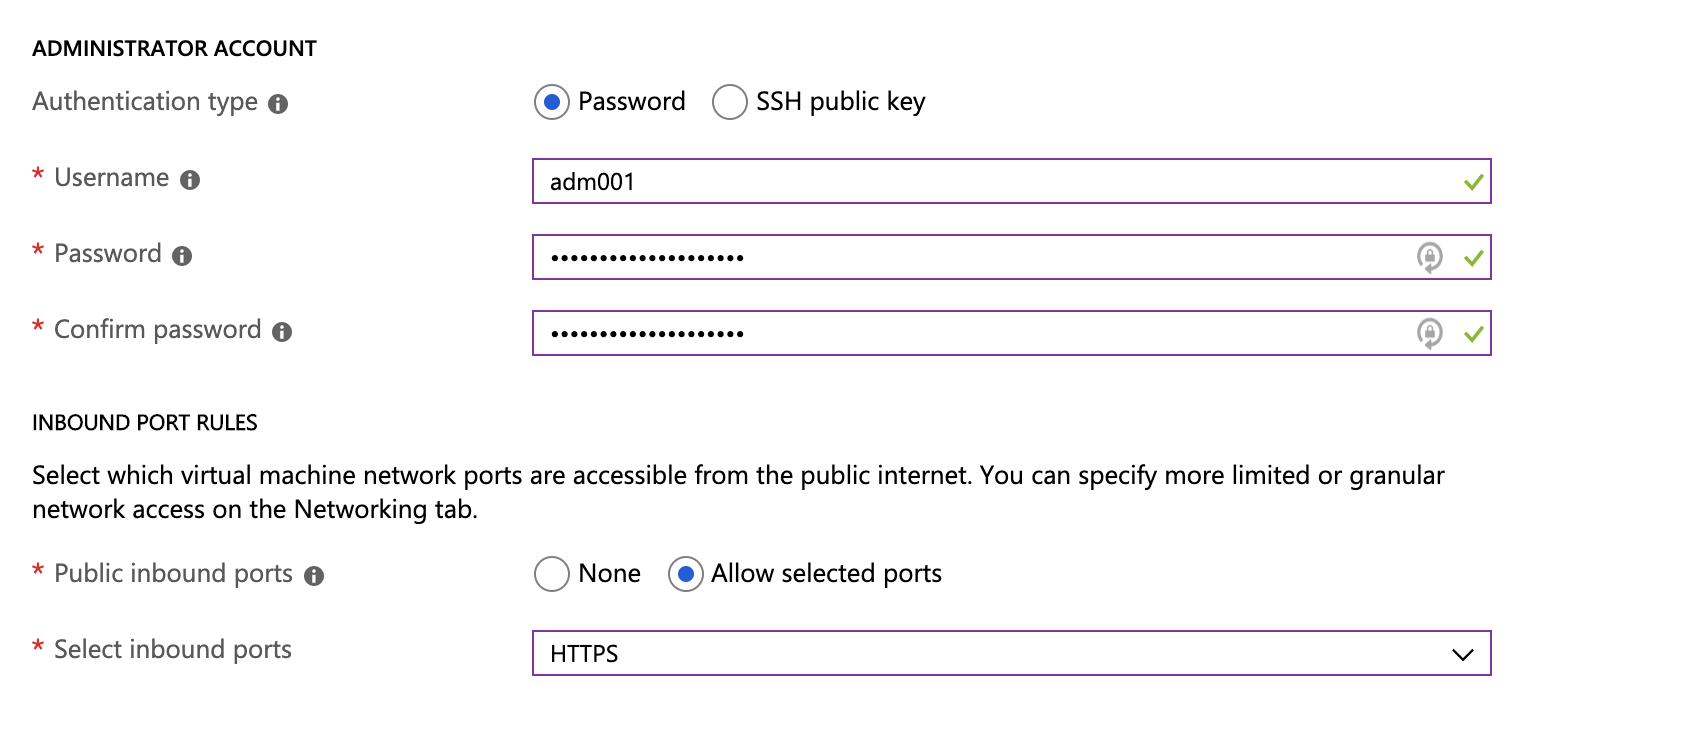 ADMINISTRATOR ACCOUNT
Authentication type Password SSH public key
* Username adm001
* Password ••••••••••••••••••••
* Confirm password ••••••••••••••••••••
INBOUND PORT RULES
Select which virtual machine network ports are accessible from the public internet. You can specify more limited or granular
network access on the Networking tab.
* Public inbound ports None Allow selected ports
* Select inbound ports HTTPS